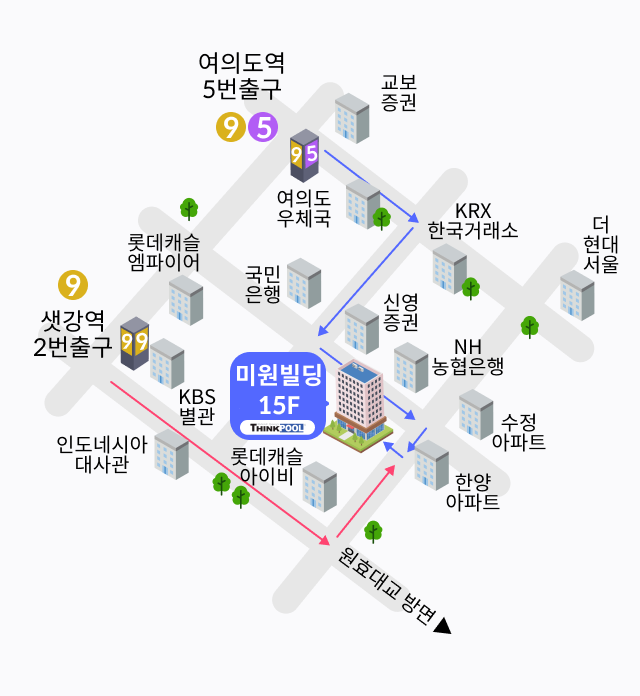 여의도역
5번출구
9 5
교보
증권
9 5
여의도
우체국
KRX
한국거래소
더
현대
서울
롯데캐슬
엠파이어
국민
은행
9
신영
증권
샛강역
2번출구
9 9
NH
농협은행
미원빌딩
15F
THINKPOOL
KBS
별관
수정
아파트
인도네시아
대사관
롯데캐슬
아이비
한양
아파트
원효대교 방면